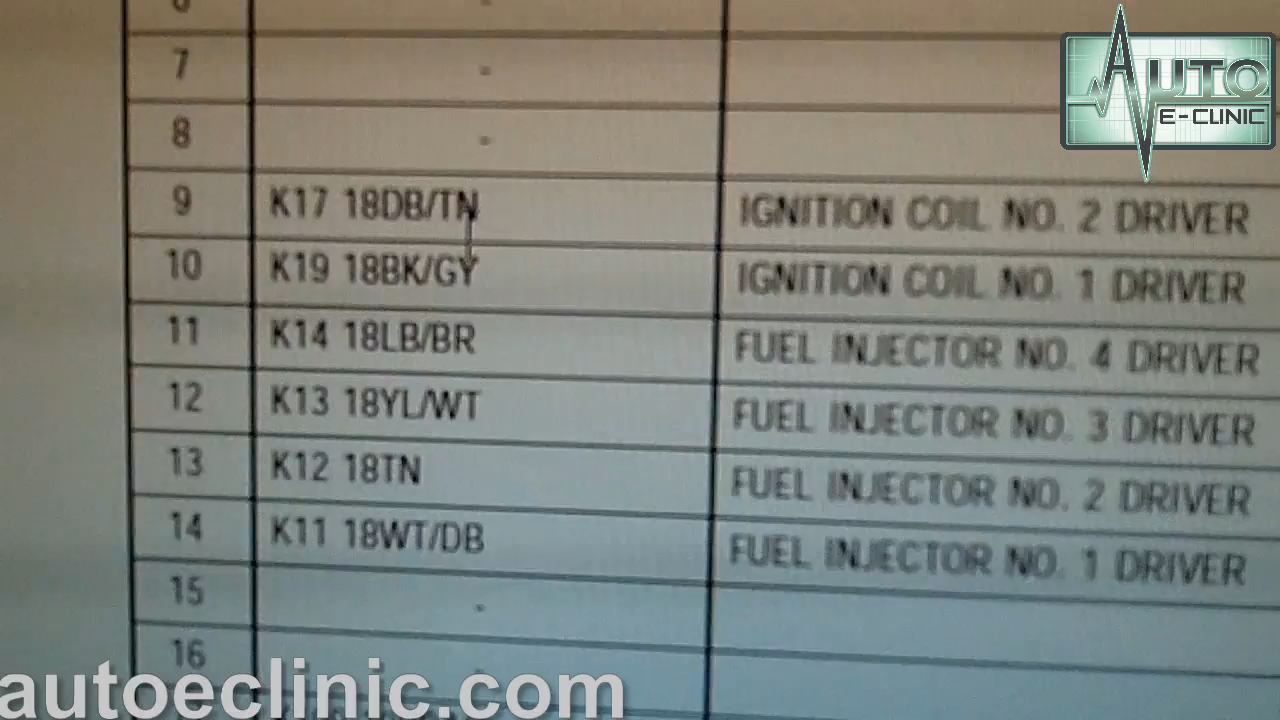 7 -
8 -
9 K17 18DB/TN IGNITION COIL NO. 2 DRIVER
10 K19 18BK/GY IGNITION COIL NO. 1 DRIVER
11 K14 18LB/BR FUEL INJECTOR NO. 4 DRIVER
12 K13 18YL/WT FUEL INJECTOR NO. 3 DRIVER
13 K12 18TN FUEL INJECTOR NO. 2 DRIVER
14 K11 18WT/DB FUEL INJECTOR NO. 1 DRIVER
15 -
16 -
AUTO
E-CLINIC
autoeclinic.com